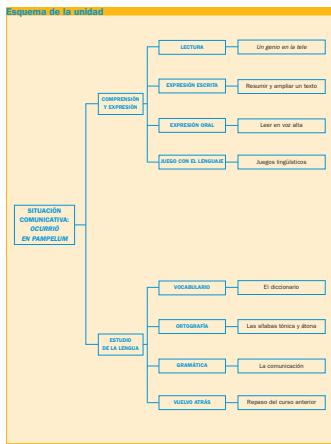 Esquema de la unidad
LECTURA
Un genio en la tele
EXPRESIÓN ESCRITA
Resumir y ampliar un texto
COMPRENSIÓN
Y EXPRESIÓN
EXPRESIÓN ORAL
Leer en voz alta
JUEGO CON EL LENGUAJE
Juegos lingüísticos
SITUACIÓN
COMUNICATIVA:
OCURRIÓ
EN PAMPELUM
VOCABULARIO
El diccionario
ORTOGRAFÍA
Las sílabas tónica y átona
ESTUDIO
DE LA LENGUA
GRAMÁTICA
La comunicación
VUELVO ATRÁS
Repaso del curso anterior